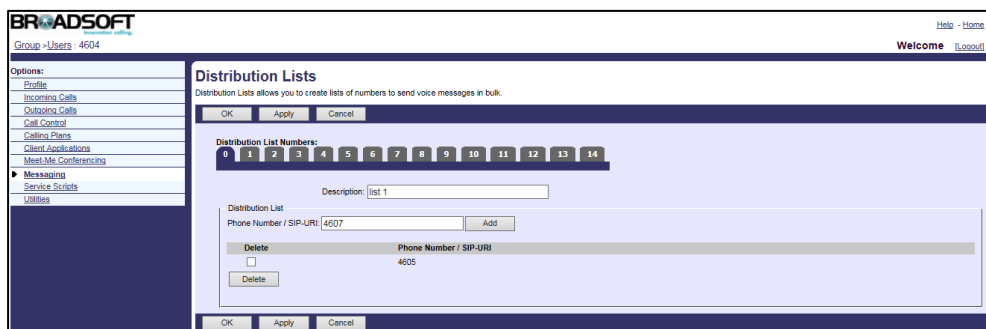 BROADSOFT
innovation calling.
Help - Home
Group >Users : 4604
Welcome [Logout]
Options:
Profile
Incoming Calls
Outgoing Calls
Call Control
Calling Plans
Client Applications
Meet-Me Conferencing
Messaging
Service Scripts
Utilities
Distribution Lists
Distribution Lists allows you to create lists of numbers to send voice messages in bulk.
OK Apply Cancel
Distribution List Numbers:
0 1 2 3 4 5 6 7 8 9 10 11 12 13 14
Description: list 1
Distribution List
Phone Number / SIP-URI: 4607 Add
Delete Phone Number / SIP-URI
4605
Delete
OK Apply Cancel